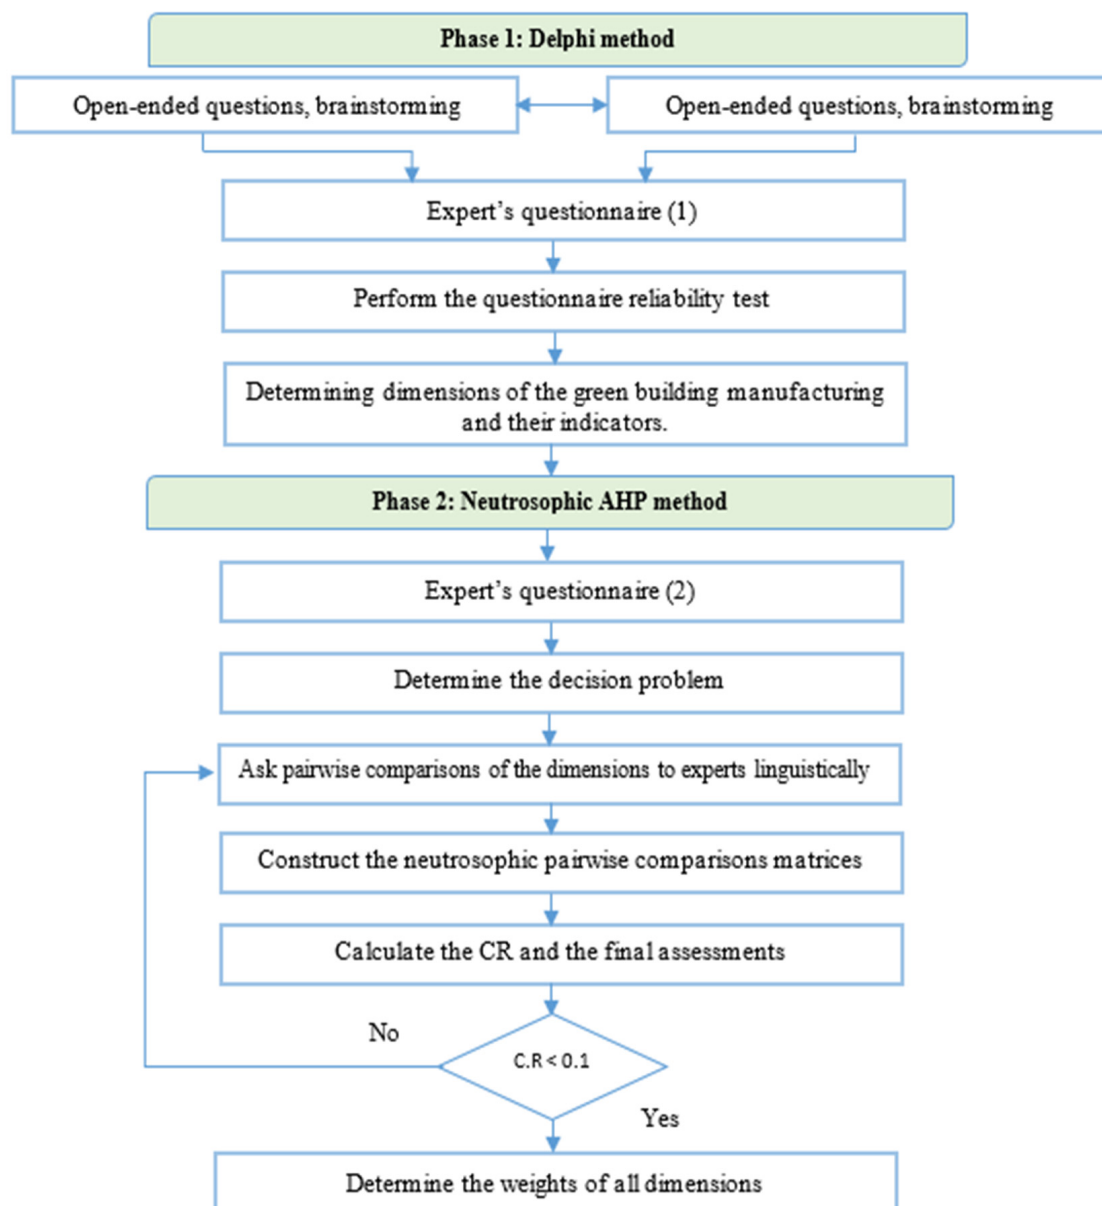 Phase 1: Delphi method
Open-ended questions, brainstorming
Open-ended questions, brainstorming
Expert’s questionnaire (1)
Perform the questionnaire reliability test
Determining dimensions of the green building manufacturing
and their indicators.
Phase 2: Neutrosophic AHP method
Expert’s questionnaire (2)
Determine the decision problem
Ask pairwise comparisons of the dimensions to experts linguistically
Construct the neutrosophic pairwise comparisons matrices
Calculate the CR and the final assessments
No
C.R < 0.1
Yes
Determine the weights of all dimensions